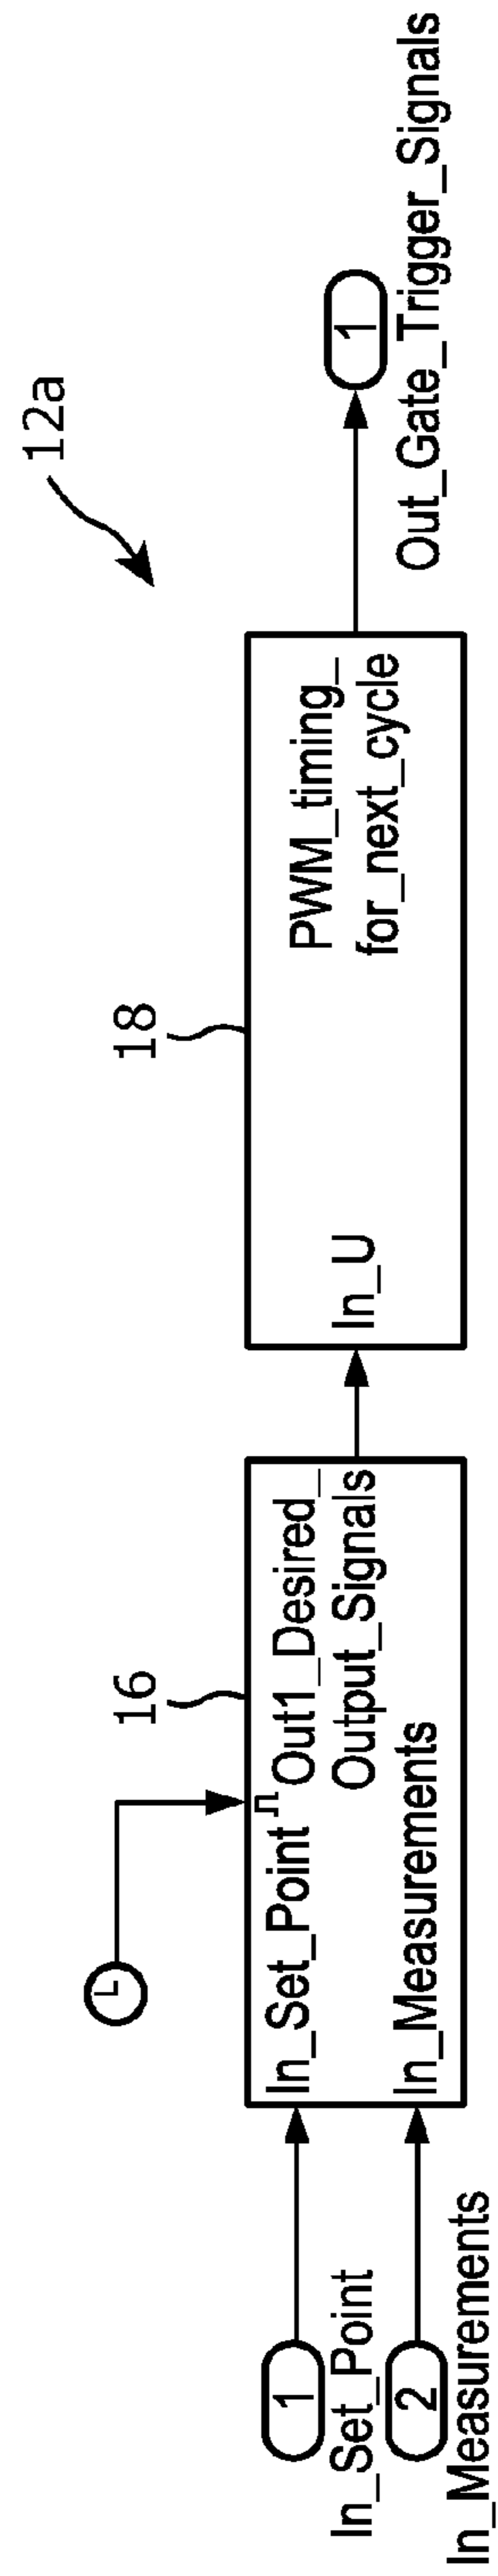 12a
16
18
1
In_Set_Point
2
In_Measurements
In_Set_Point
Out1_Desired_
Output_Signals
In_Measurements
In_U
PWM_timing_
for_next_cycle
1
Out_Gate_Trigger_Signals